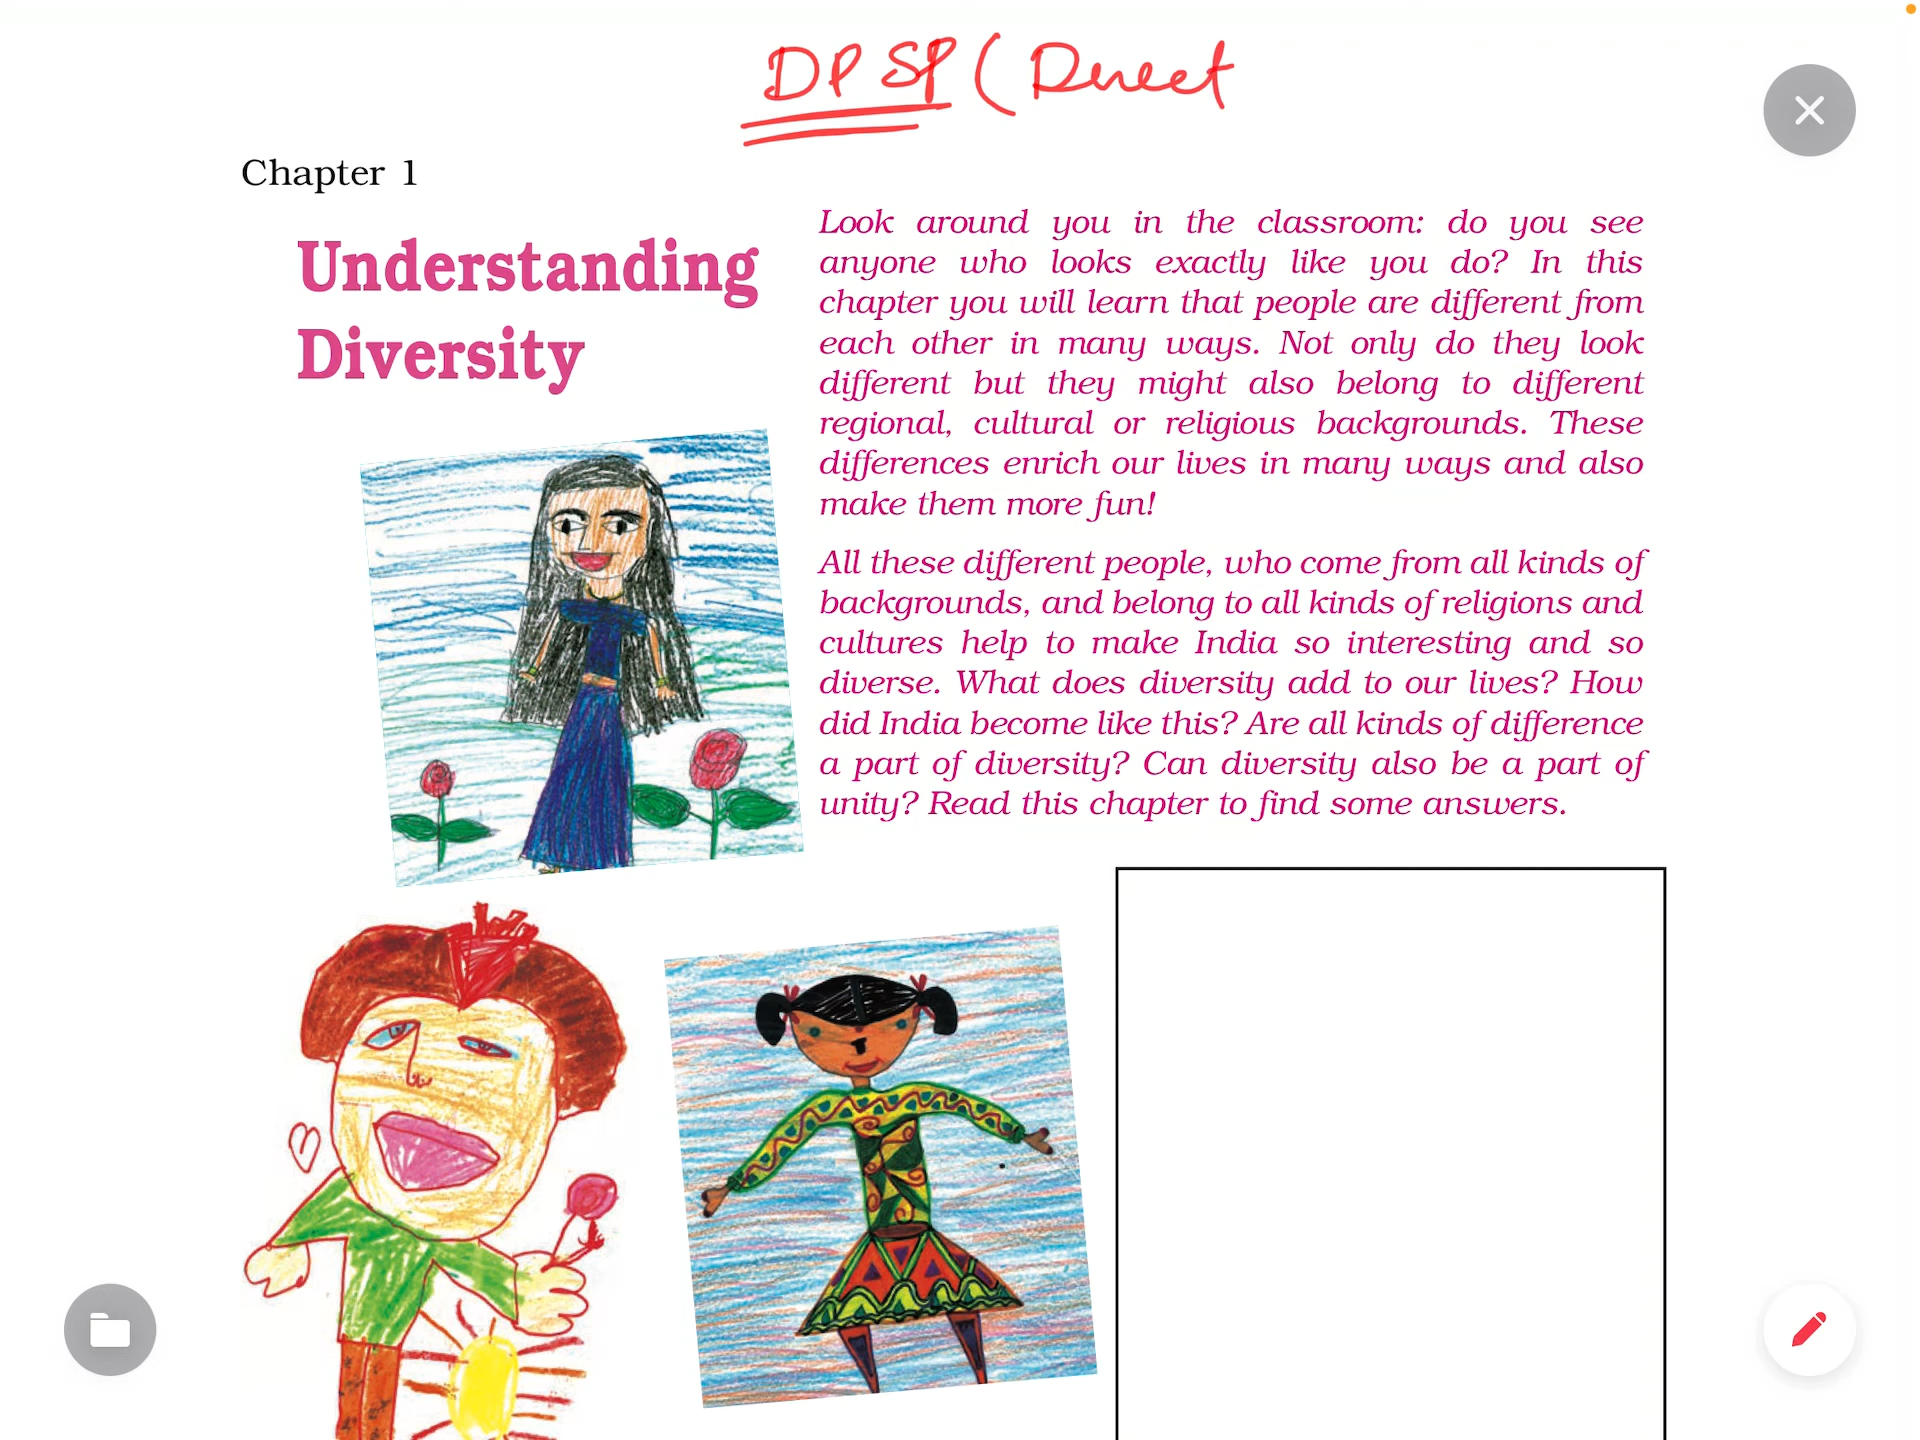 DPSP (Direct
Chapter 1
Understanding
Diversity
Look around you in the classroom: do you see
anyone who looks exactly like you do? In this
chapter you will learn that people are different from
each other in many ways. Not only do they look
different but they might also belong to different
regional, cultural or religious backgrounds. These
differences enrich our lives in many ways and also
make them more fun!
All these different people, who come from all kinds of
backgrounds, and belong to all kinds of religions and
cultures help to make India so interesting and so
diverse. What does diversity add to our lives? How
did India become like this? Are all kinds of difference
a part of diversity? Can diversity also be a part of
unity? Read this chapter to find some answers.